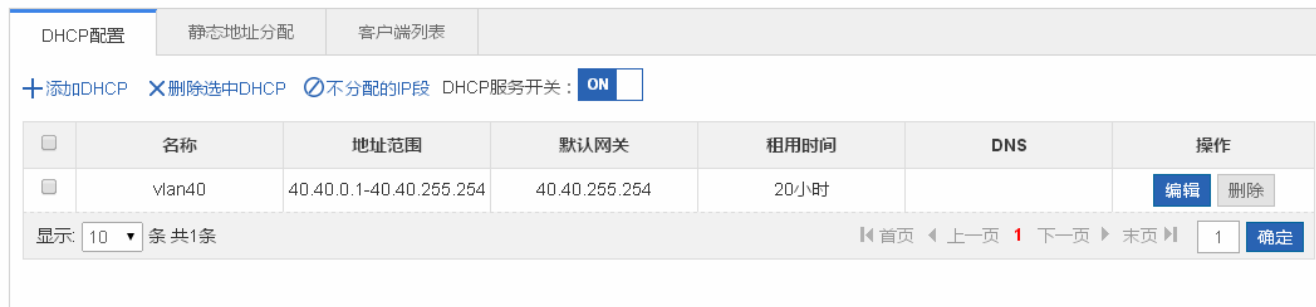 DHCP配置 静态地址分配 客户端列表
添加DHCP 删除选中DHCP 不分配的IP段 DHCP服务开关： ON
名称 地址范围 默认网关 租用时间 DNS 操作
vlan40 40.40.0.1-40.40.255.254 40.40.255.254 20小时 编辑 删除
显示: 10 条 共1条 首页 上一页 1 下一页 末页 1 确定